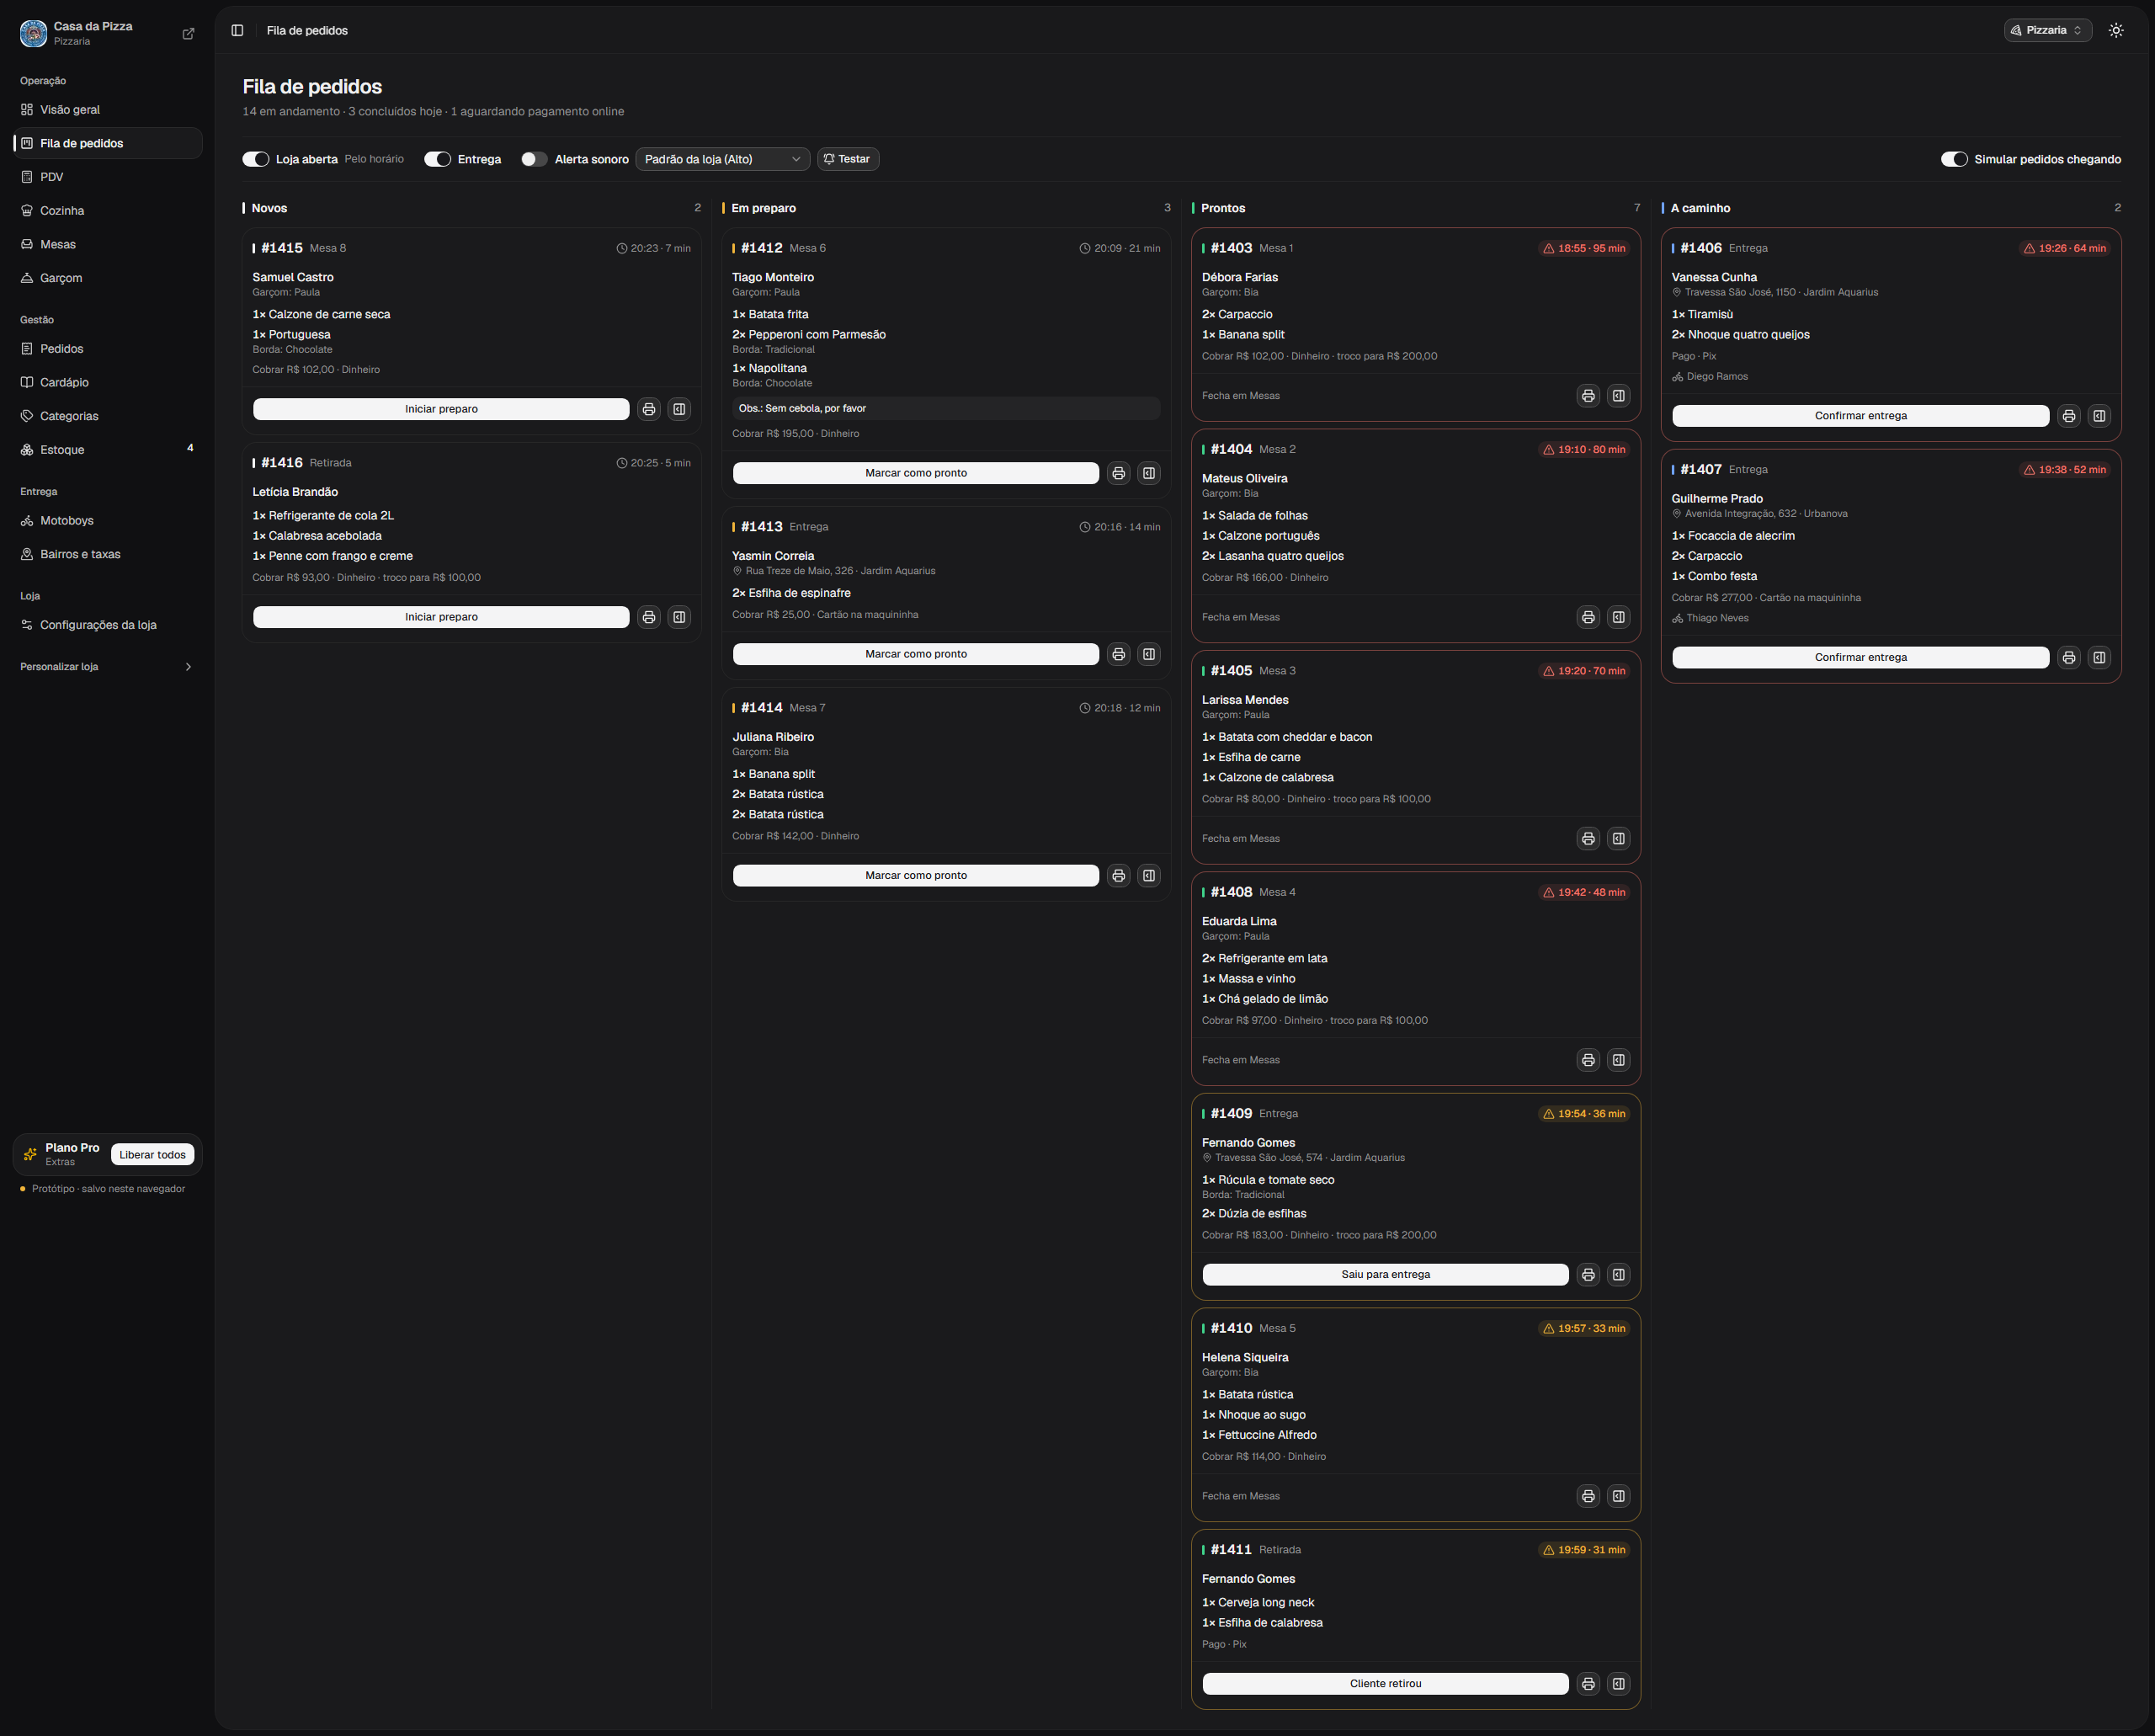 Casa da Pizza
Pizzaria
Operação
Visão geral
Fila de pedidos
PDV
Cozinha
Mesas
Garçom
Gestão
Pedidos
Cardápio
Categorias
Estoque
4
Entrega
Motoboys
Bairros e taxas
Loja
Configurações da loja
Personalizar loja
Plano Pro
Extras
Liberar todos
Protótipo · salvo neste navegador
Fila de pedidos
Pizzaria
Fila de pedidos
14 em andamento · 3 concluídos hoje · 1 aguardando pagamento online
Loja aberta Pelo horário
Entrega
Alerta sonoro
Padrão da loja (Alto)
Testar
Simular pedidos chegando
Novos 2
#1415 Mesa 8 20:23 · 7 min
Samuel Castro
Garçom: Paula
1× Calzone de carne seca
1× Portuguesa
Borda: Chocolate
Cobrar R$ 102,00 · Dinheiro
Iniciar preparo
#1416 Retirada 20:25 · 5 min
Letícia Brandão
1× Refrigerante de cola 2L
1× Calabresa acebolada
1× Penne com frango e creme
Cobrar R$ 93,00 · Dinheiro · troco para R$ 100,00
Iniciar preparo
Em preparo 3
#1412 Mesa 6 20:09 · 21 min
Tiago Monteiro
Garçom: Paula
1× Batata frita
2× Pepperoni com Parmesão
Borda: Tradicional
1× Napolitana
Borda: Chocolate
Obs.: Sem cebola, por favor
Cobrar R$ 195,00 · Dinheiro
Marcar como pronto
#1413 Entrega 20:16 · 14 min
Yasmin Correia
Rua Treze de Maio, 326 · Jardim Aquarius
2× Esfiha de espinafre
Cobrar R$ 25,00 · Cartão na maquininha
Marcar como pronto
#1414 Mesa 7 20:18 · 12 min
Juliana Ribeiro
Garçom: Bia
1× Banana split
2× Batata rústica
2× Batata rústica
Cobrar R$ 142,00 · Dinheiro
Marcar como pronto
Prontos 7
#1403 Mesa 1 18:55 · 95 min
Débora Farias
Garçom: Bia
2× Carpaccio
1× Banana split
Cobrar R$ 102,00 · Dinheiro · troco para R$ 200,00
Fecha em Mesas
#1404 Mesa 2 19:10 · 80 min
Mateus Oliveira
Garçom: Bia
1× Salada de folhas
1× Calzone português
2× Lasanha quatro queijos
Cobrar R$ 166,00 · Dinheiro
Fecha em Mesas
#1405 Mesa 3 19:20 · 70 min
Larissa Mendes
Garçom: Paula
1× Batata com cheddar e bacon
1× Esfiha de carne
1× Calzone de calabresa
Cobrar R$ 80,00 · Dinheiro · troco para R$ 100,00
Fecha em Mesas
#1408 Mesa 4 19:42 · 48 min
Eduarda Lima
Garçom: Paula
2× Refrigerante em lata
1× Massa e vinho
1× Chá gelado de limão
Cobrar R$ 97,00 · Dinheiro · troco para R$ 100,00
Fecha em Mesas
#1409 Entrega 19:54 · 36 min
Fernando Gomes
Travessa São José, 574 · Jardim Aquarius
1× Rúcula e tomate seco
Borda: Tradicional
2× Dúzia de esfihas
Cobrar R$ 183,00 · Dinheiro · troco para R$ 200,00
Saiu para entrega
#1410 Mesa 5 19:57 · 33 min
Helena Siqueira
Garçom: Bia
1× Batata rústica
1× Nhoque ao sugo
1× Fettuccine Alfredo
Cobrar R$ 114,00 · Dinheiro
Fecha em Mesas
#1411 Retirada 19:59 · 31 min
Fernando Gomes
1× Cerveja long neck
1× Esfiha de calabresa
Pago · Pix
Cliente retirou
A caminho 2
#1406 Entrega 19:26 · 64 min
Vanessa Cunha
Travessa São José, 1150 · Jardim Aquarius
1× Tiramisù
2× Nhoque quatro queijos
Pago · Pix
Diego Ramos
Confirmar entrega
#1407 Entrega 19:38 · 52 min
Guilherme Prado
Avenida Integração, 632 · Urbanova
1× Focaccia de alecrim
2× Carpaccio
1× Combo festa
Cobrar R$ 277,00 · Cartão na maquininha
Thiago Neves
Confirmar entrega